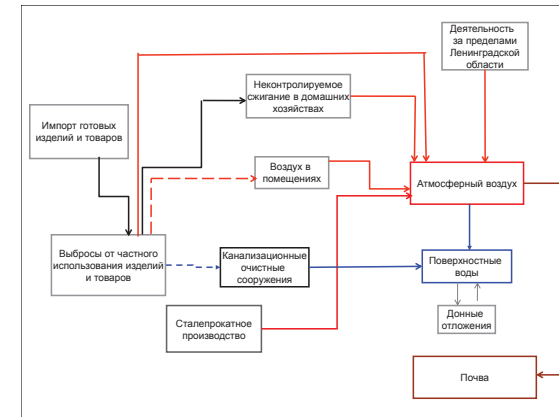 Деятельность
за пределами
Ленинградской
области
Неконтролируемое
сжигание в домашних
хозяйствах
Импорт готовых
изделий и товаров
Воздух в
помещениях
Атмосферный воздух
Выбросы от частного
использования изделий
и товаров
Канализационные
очистные
сооружения
Поверхностные
воды
Сталепрокатное
производство
Донные
отложения
Почва